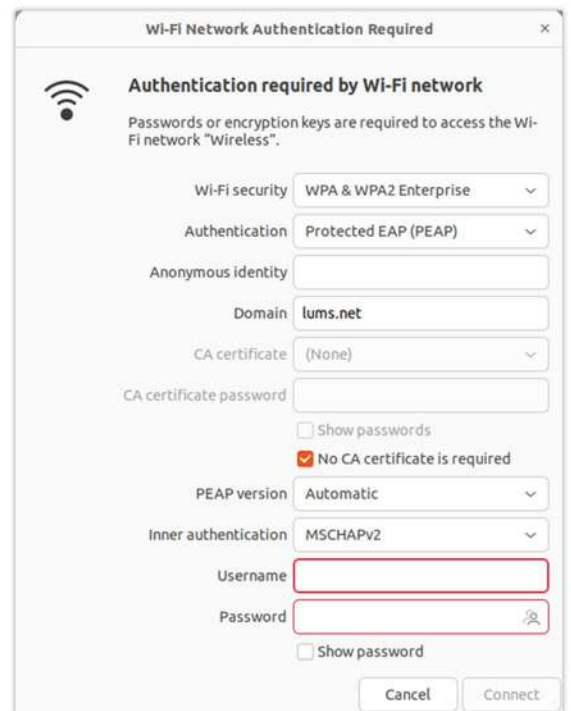 Wi-Fi Network Authentication Required ×
Authentication required by Wi-Fi network
Passwords or encryption keys are required to access the Wi-
Fi network "Wireless".
Wi-Fi security WPA & WPA2 Enterprise
Authentication Protected EAP (PEAP)
Anonymous identity
Domain lums.net
CA certificate (None)
CA certificate password
Show passwords
No CA certificate is required
PEAP version Automatic
Inner authentication MSCHAPv2
Username
Password
Show password
Cancel Connect